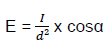 E = I/d² x cosα